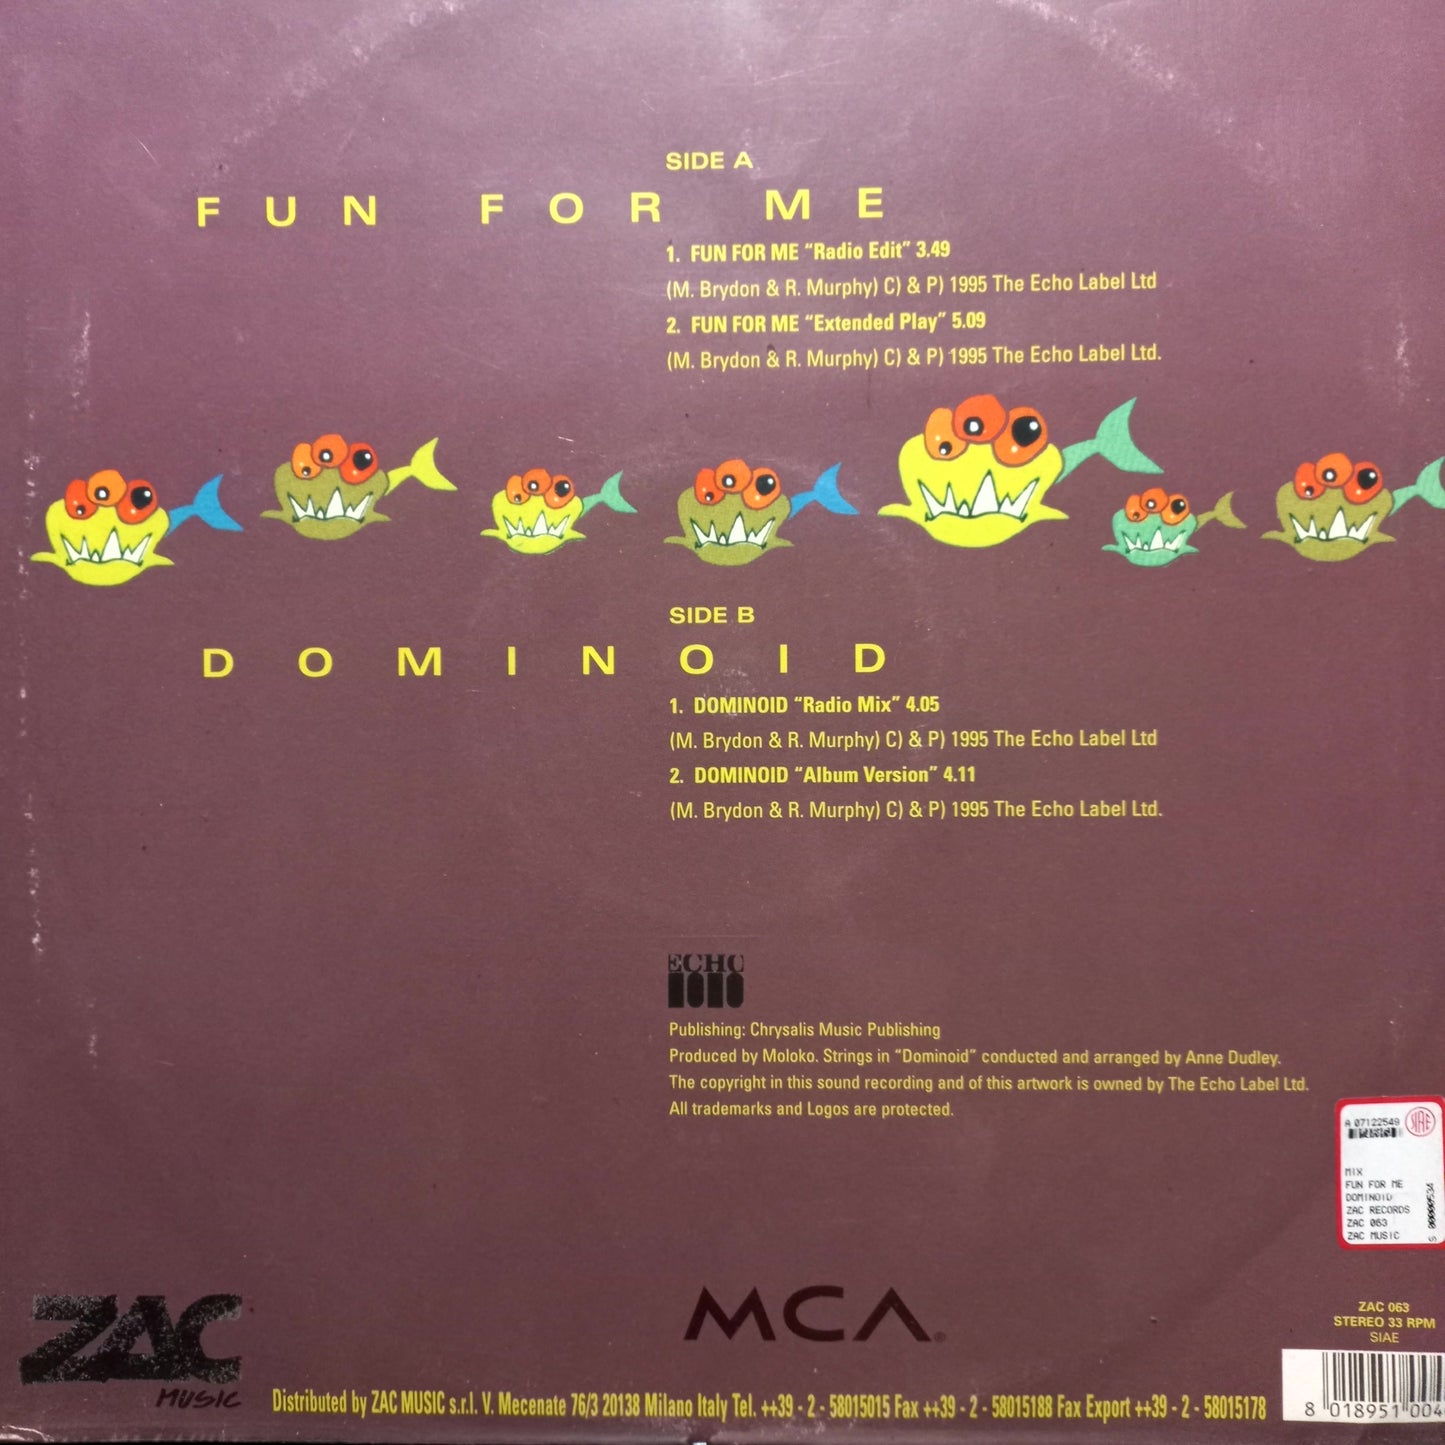 SIDE A
FUN FOR ME
1. FUN FOR ME “Radio Edit” 3.49
(M. Brydon & R. Murphy) C) & P) 1995 The Echo Label Ltd
2. FUN FOR ME “Extended Play” 5.09
(M. Brydon & R. Murphy) C) & P) 1995 The Echo Label Ltd.
SIDE B
DOMINOID
1. DOMINOID “Radio Mix” 4.05
(M. Brydon & R. Murphy) C) & P) 1995 The Echo Label Ltd
2. DOMINOID “Album Version” 4.11
(M. Brydon & R. Murphy) C) & P) 1995 The Echo Label Ltd.
ECHO
Publishing: Chrysalis Music Publishing
Produced by Moloko. Strings in “Dominoid” conducted and arranged by Anne Dudley.
The copyright in this sound recording and of this artwork is owned by The Echo Label Ltd.
All trademarks and Logos are protected.
A 07122549
SIAE
MIX
FUN FOR ME
DOMINOID
ZAC RECORDS
ZAC 063
ZAC MUSIC
S 00000534
ZAC
MUSIC
MCA®
ZAC 063
STEREO 33 RPM
SIAE
Distributed by ZAC MUSIC s.r.l. V. Mecenate 76/3 20138 Milano Italy Tel. ++39 - 2 - 58015015 Fax ++39 - 2 - 58015188 Fax Export ++39 - 2 - 58015178
8 018951 004